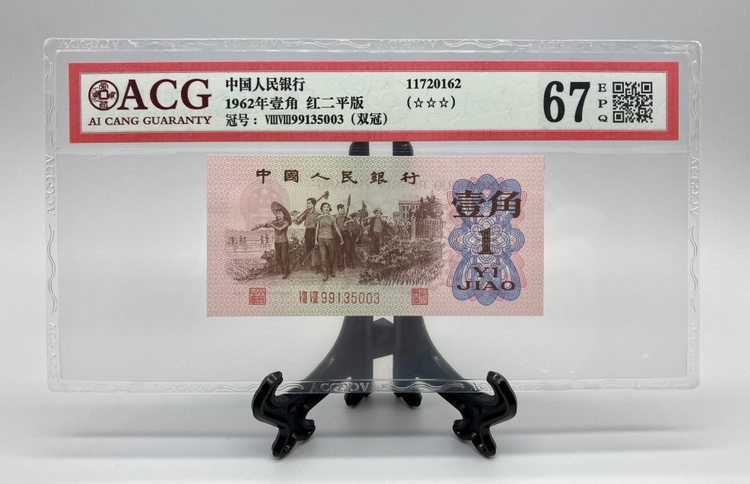 ACG
AI CANG GUARANTY
中国人民银行
1962年壹角 红二平版
冠号：ⅧⅧ99135003（双冠）
11720162
(☆☆☆)
67
EPQ
中國人民銀行
壹角
1
YI
JIAO
ⅧⅧ99135003